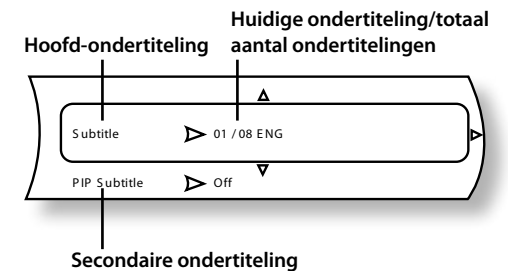 Huidige ondertiteling/totaal
Hoofd-ondertiteling aantal ondertitelingen
Subtitle 01 / 08 ENG
PIP Subtitle Off
Secondaire ondertiteling